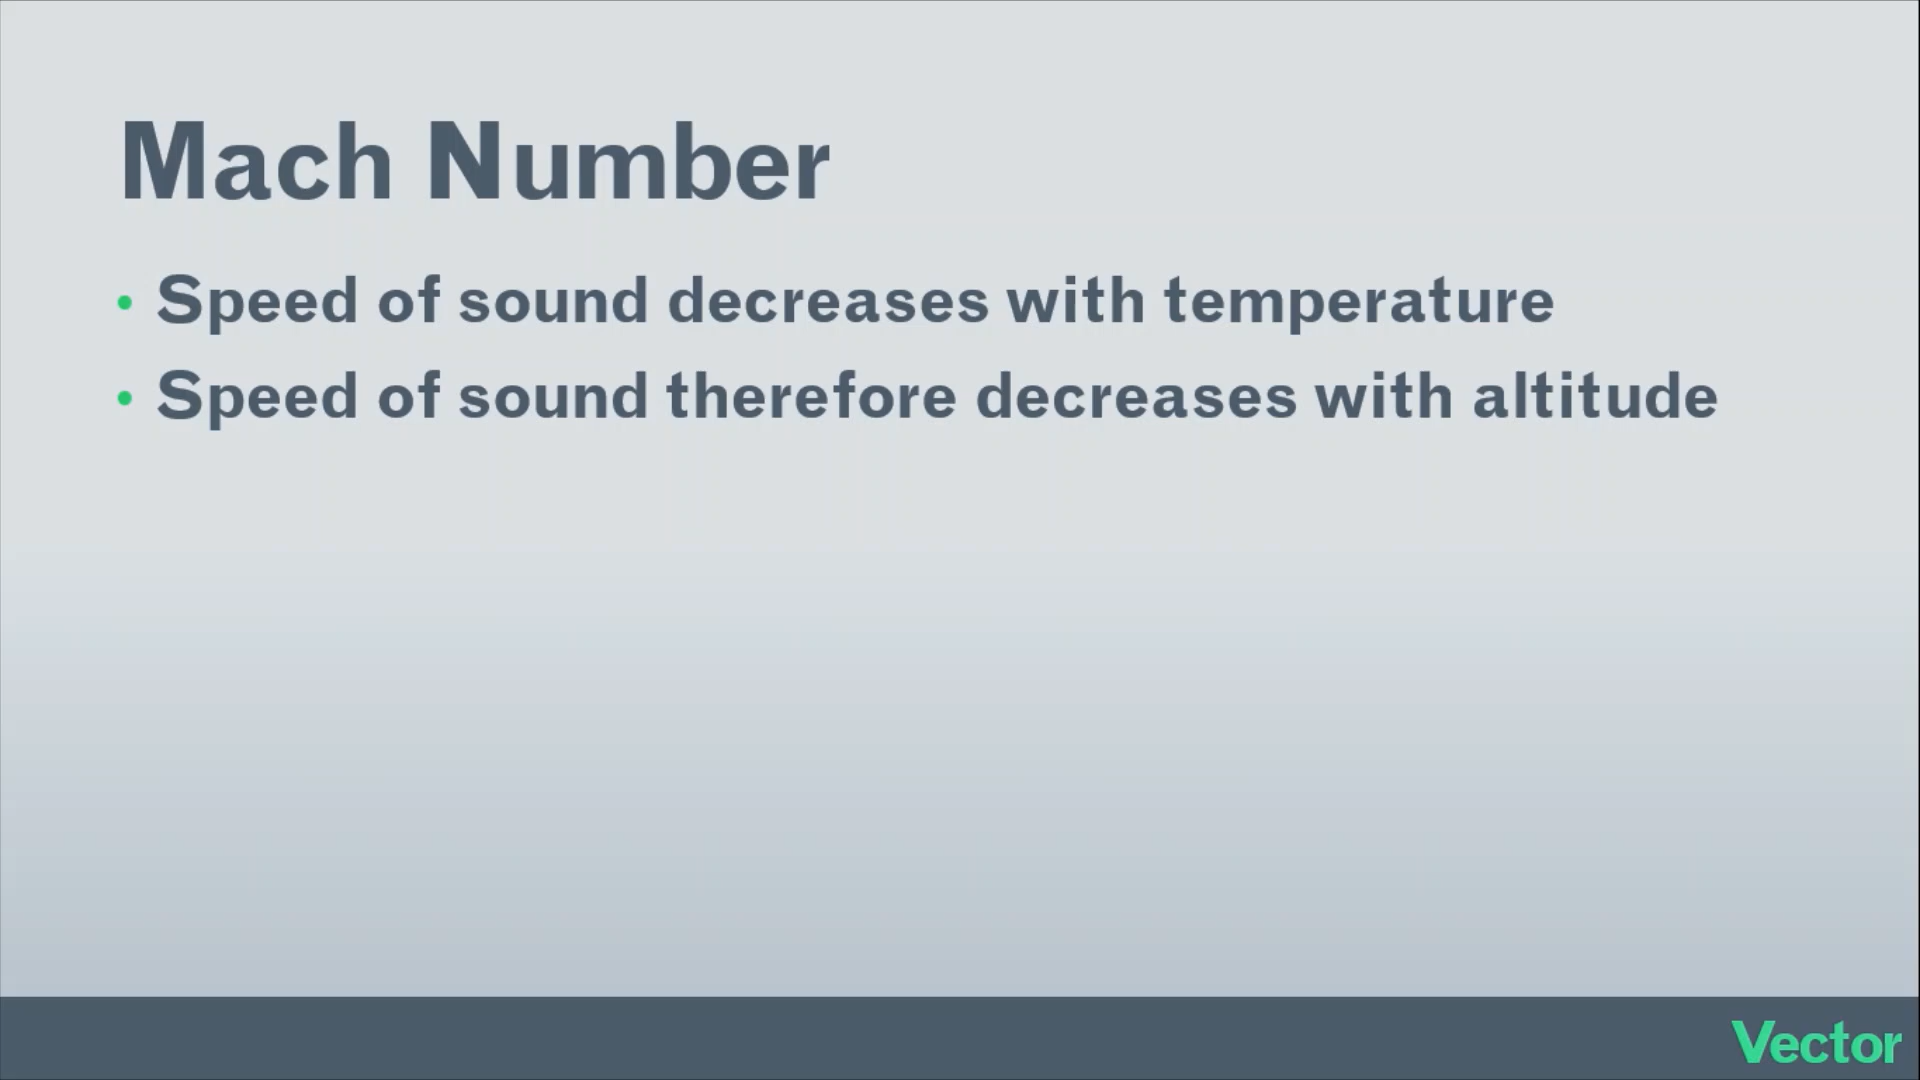 Mach Number
• Speed of sound decreases with temperature
• Speed of sound therefore decreases with altitude
Vector